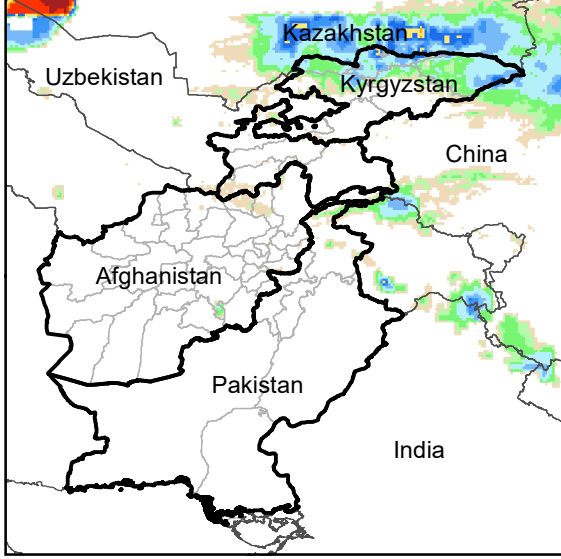 Kazakhstan
Uzbekistan
Kyrgyzstan
China
Afghanistan
Pakistan
India